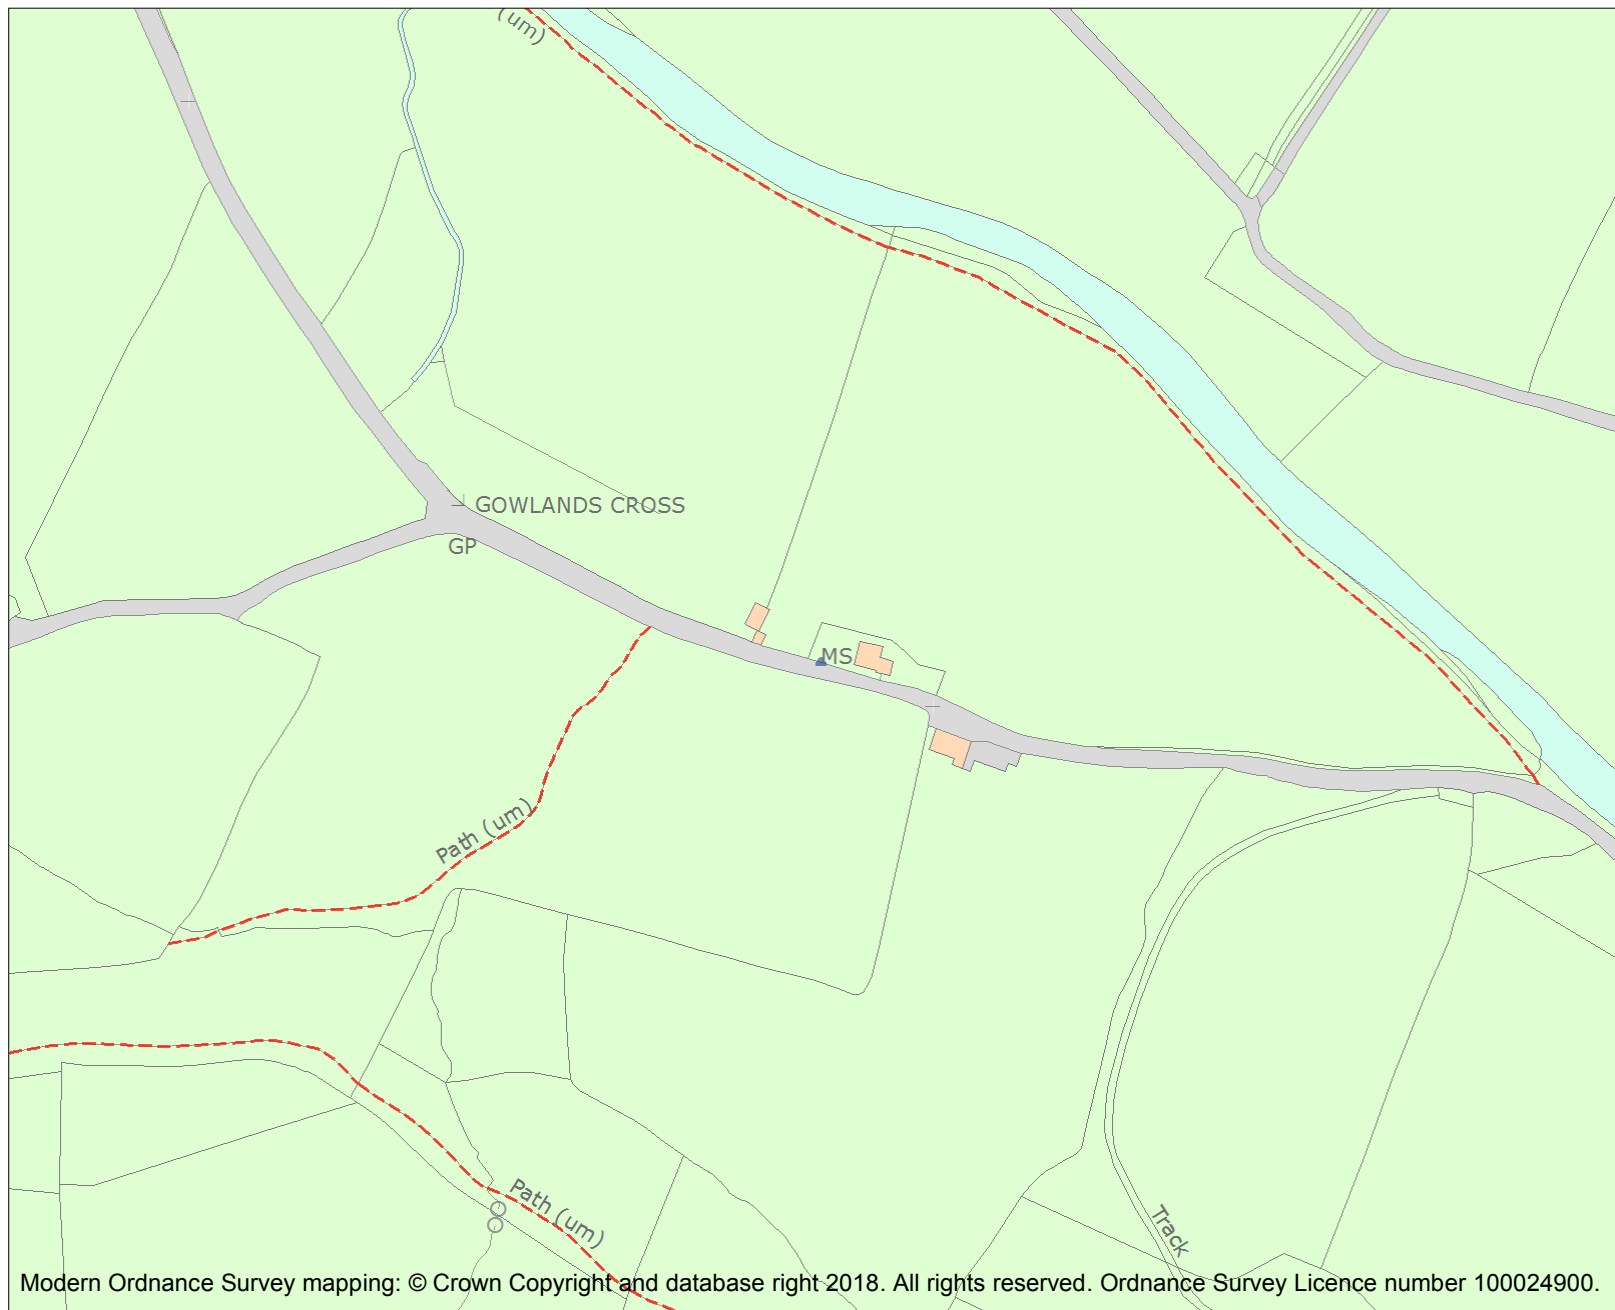 (um)
GOWLANDS CROSS
GP
MS
Path (um)
Path (um)
Track
Modern Ordnance Survey mapping: © Crown Copyright and database right 2018. All rights reserved. Ordnance Survey Licence number 100024900.